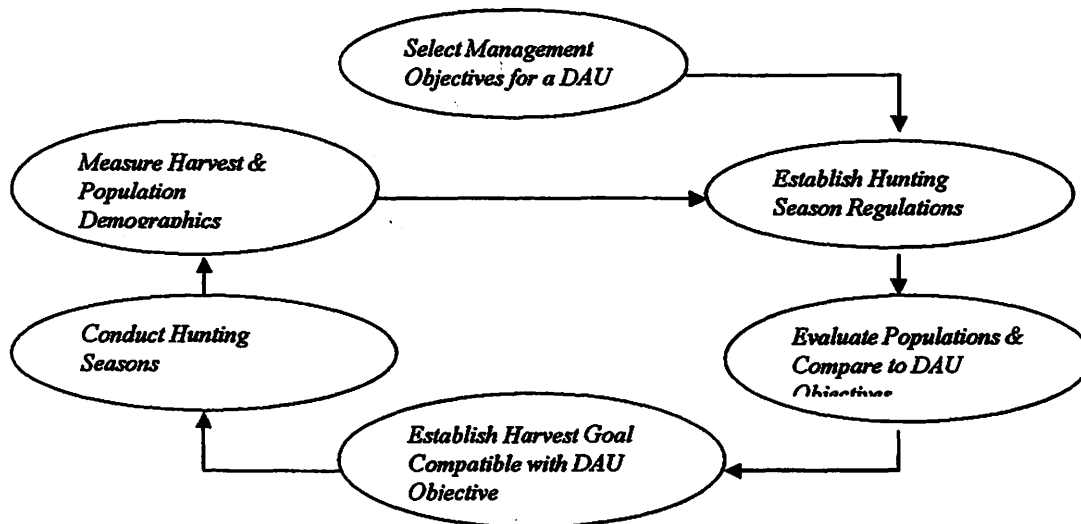 Select Management
Objectives for a DAU
Measure Harvest &
Population
Demographics
Establish Hunting
Season Regulations
Conduct Hunting
Seasons
Evaluate Populations &
Compare to DAU
Objectives
Establish Harvest Goal
Compatible with DAU
Objective